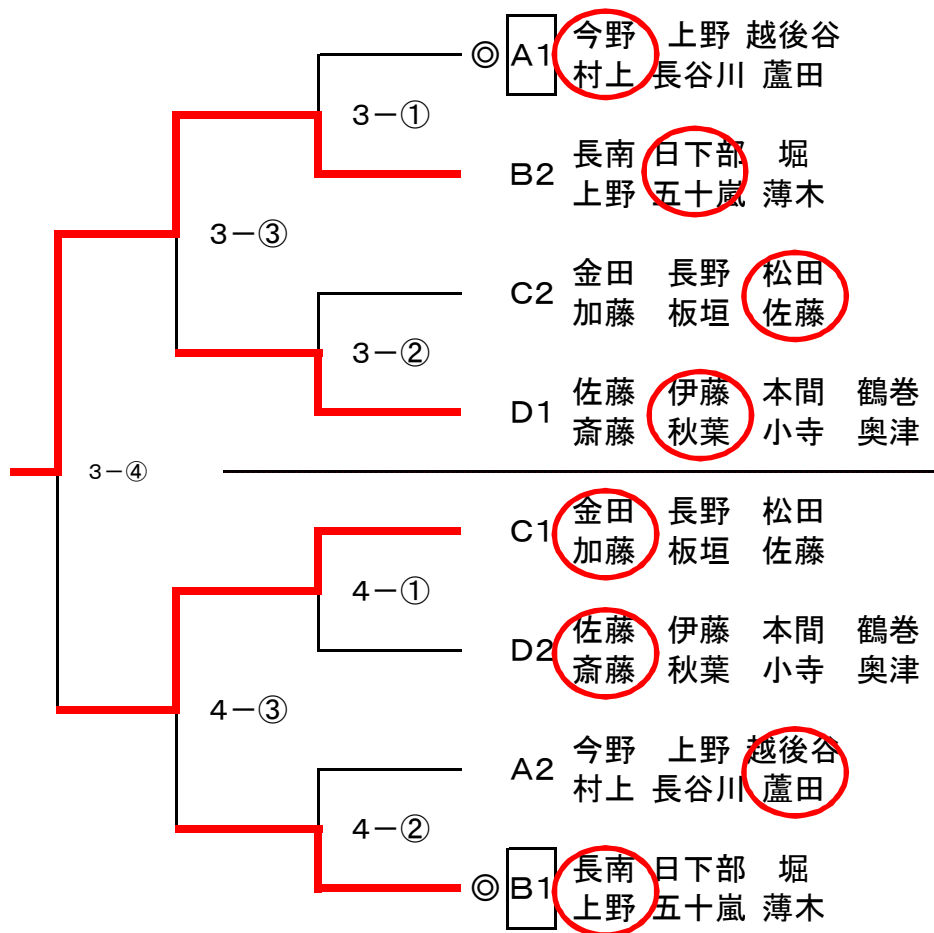 ◎ A1 今野 上野 越後谷
村上 長谷川 蘆田
3－①
B2 長南 日下部 堀
上野 五十嵐 薄木
3－③
C2 金田 長野 松田
加藤 板垣 佐藤
3－②
D1 佐藤 伊藤 本間 鶴巻
斎藤 秋葉 小寺 奥津
3－④
C1 金田 長野 松田
加藤 板垣 佐藤
4－①
D2 佐藤 伊藤 本間 鶴巻
斎藤 秋葉 小寺 奥津
4－③
A2 今野 上野 越後谷
村上 長谷川 蘆田
4－②
◎ B1 長南 日下部 堀
上野 五十嵐 薄木